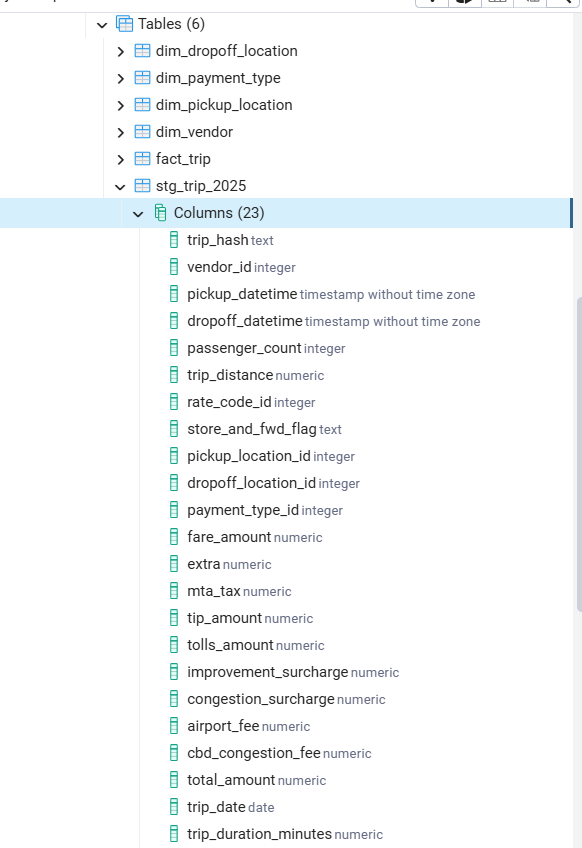 Tables (6)
dim_dropoff_location
dim_payment_type
dim_pickup_location
dim_vendor
fact_trip
stg_trip_2025
Columns (23)
trip_hash text
vendor_id integer
pickup_datetime timestamp without time zone
dropoff_datetime timestamp without time zone
passenger_count integer
trip_distance numeric
rate_code_id integer
store_and_fwd_flag text
pickup_location_id integer
dropoff_location_id integer
payment_type_id integer
fare_amount numeric
extra numeric
mta_tax numeric
tip_amount numeric
tolls_amount numeric
improvement_surcharge numeric
congestion_surcharge numeric
airport_fee numeric
cbd_congestion_fee numeric
total_amount numeric
trip_date date
trip_duration_minutes numeric